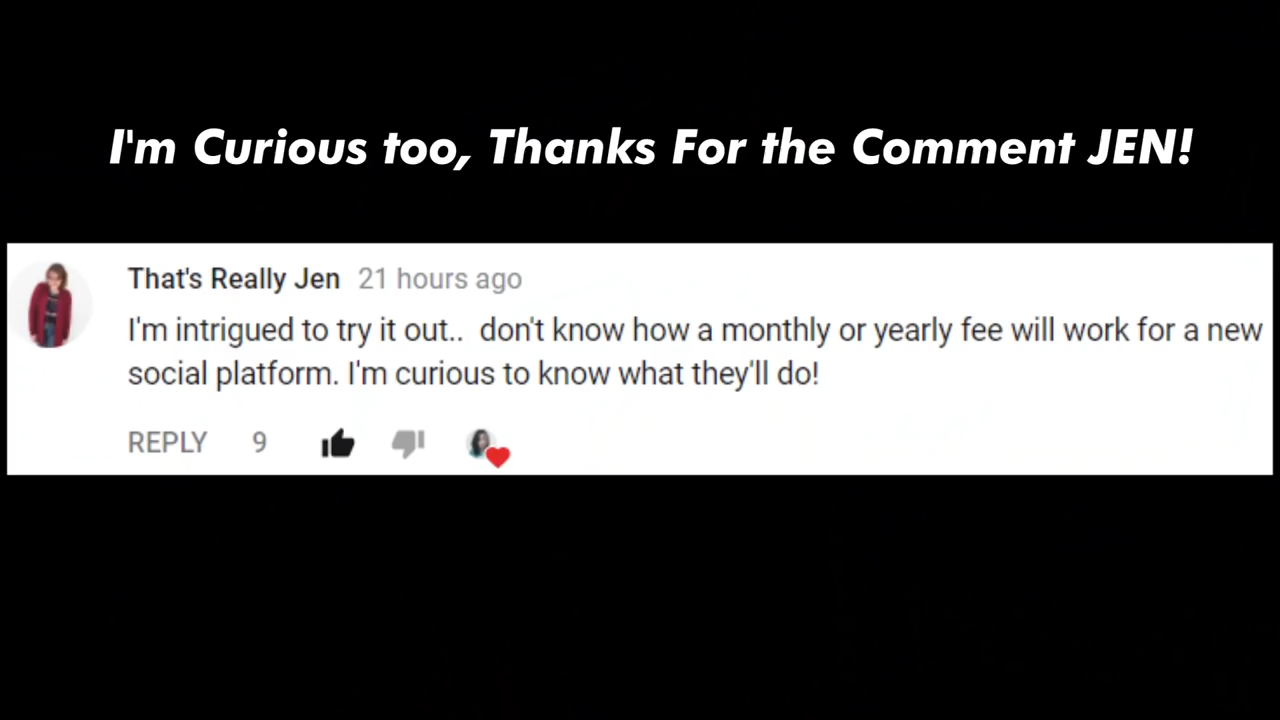 I'm Curious too, Thanks For the Comment JEN!
That's Really Jen 21 hours ago
I'm intrigued to try it out..  don't know how a monthly or yearly fee will work for a new
social platform. I'm curious to know what they'll do!
REPLY 9